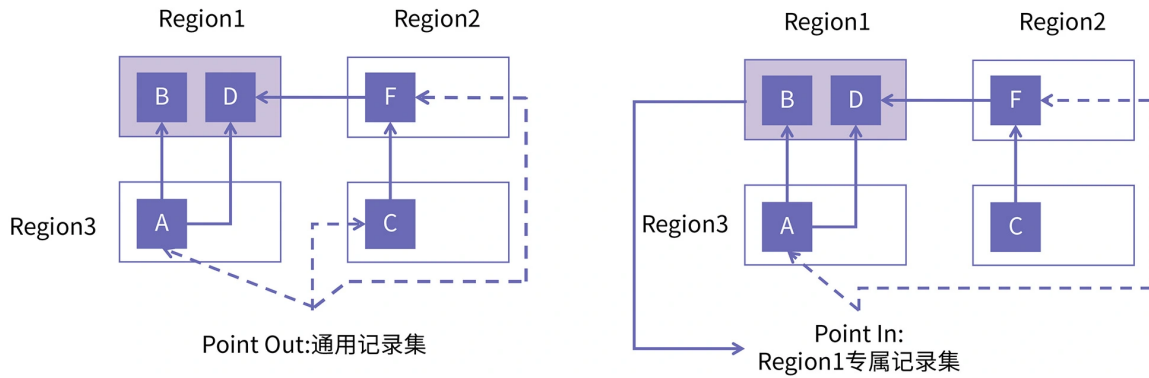 Region1
Region2
B
D
F
Region3
A
C
Point Out:通用记录集
Region1
Region2
B
D
F
Region3
A
C
Point In:
Region1专属记录集